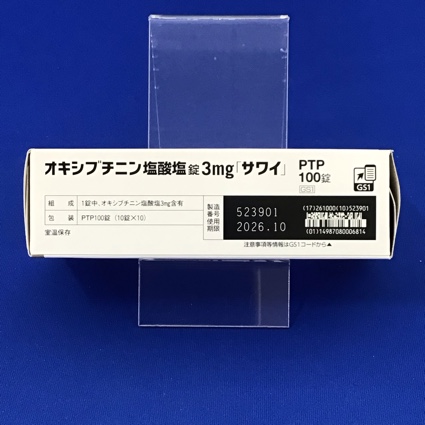 オキシブチニン塩酸塩錠3mg「サワイ」 PTP 100錠
GS1
GS1
組成 1錠中、オキシブチニン塩酸塩3mg含有
包装 PTP100錠(10錠×10)
室温保存
製造番号 523901
使用期限 2026.10
(17)261000(10)523901
(01)14987080006814
注意事項等情報はGS1コードから▲